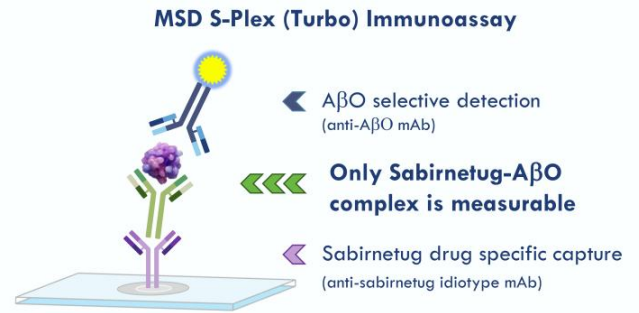 MSD S-Plex (Turbo) Immunoassay
AβO selective detection
(anti-AβO mAb)
Only Sabirnetug-AβO
complex is measurable
Sabirnetug drug specific capture
(anti-sabirnetug idiotype mAb)